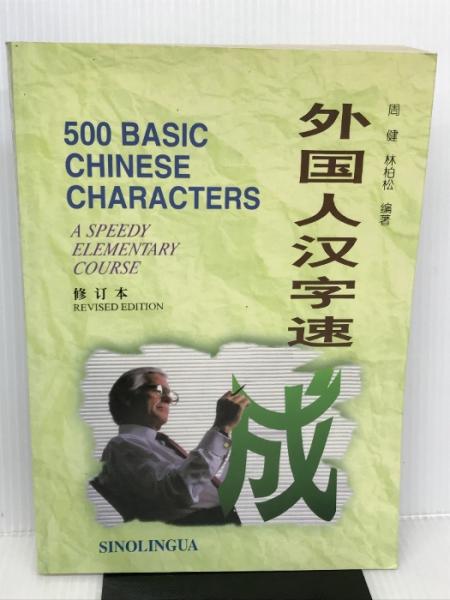 500 BASIC
CHINESE
CHARACTERS
A SPEEDY
ELEMENTARY
COURSE
修订本
REVISED EDITION
外国人汉字速成
周健 林柏松 编著
SINOLINGUA